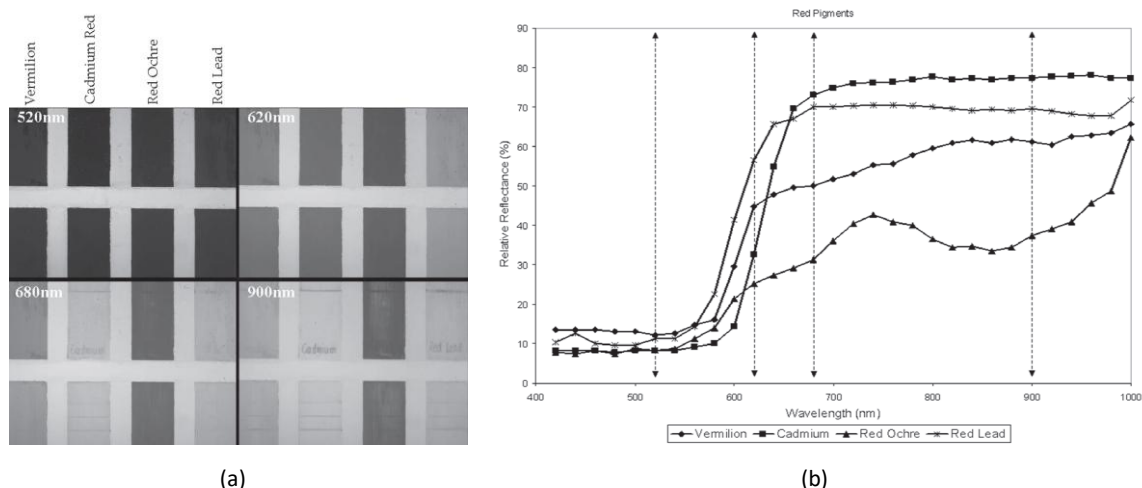 Vermilion
Cadmium Red
Red Ochre
Red Lead
520nm
620nm
680nm
900nm
Cadmium
Cadmium
Red Lead
(a)
Red Pigments
Relative Reflectance (%)
90
80
70
60
50
40
30
20
10
0
400 500 600 700 800 900 1000
Wavelength (nm)
Vermilion Cadmium Red Ochre Red Lead
(b)